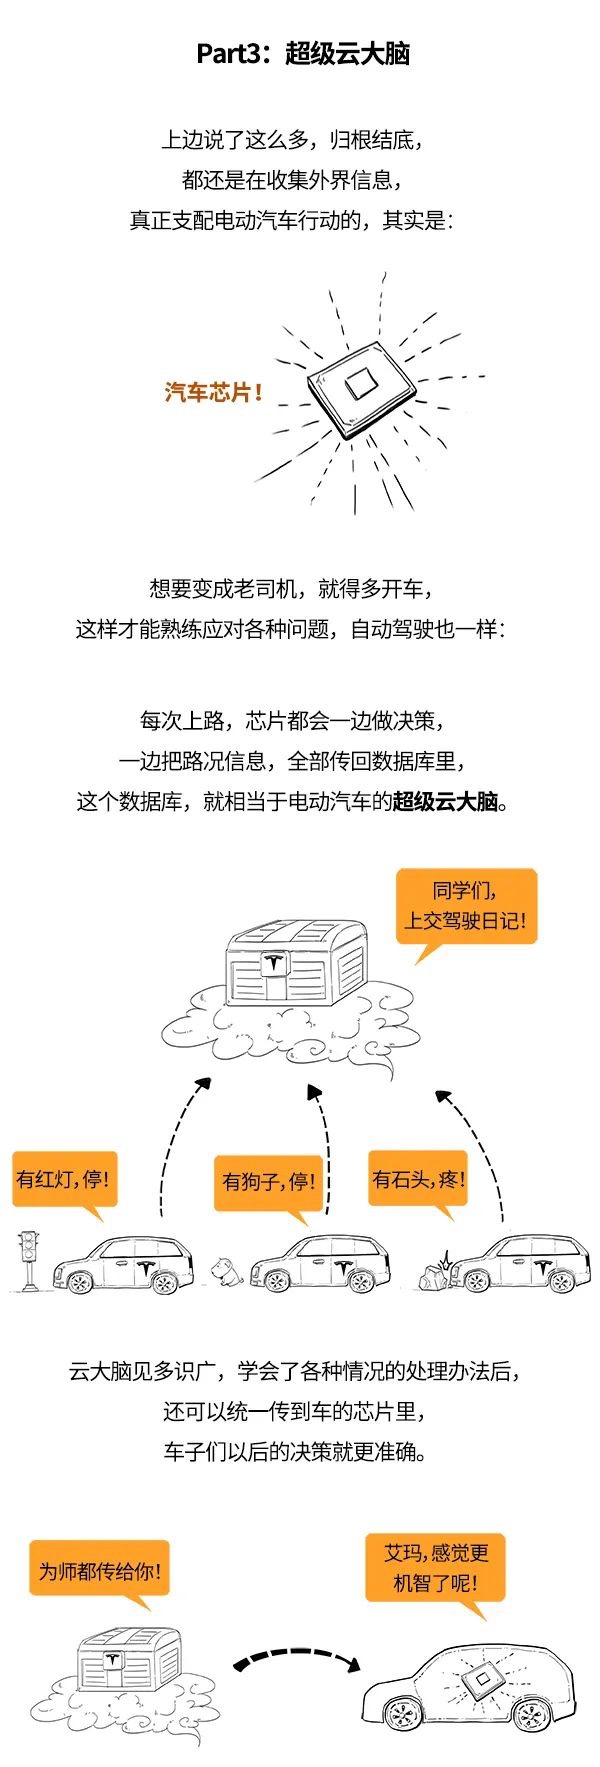 Part3：超级云大脑
上边说了这么多，归根结底，
都还是在收集外界信息，
真正支配电动汽车行动的，其实是：
汽车芯片！
想要变成老司机，就得多开车，
这样才能熟练应对各种问题，自动驾驶也一样：
每次上路，芯片都会一边做决策，
一边把路况信息，全部传回数据库里，
这个数据库，就相当于电动汽车的超级云大脑。
同学们，
上交驾驶日记！
有红灯，停！
有狗子，停！
有石头，疼！
云大脑见多识广，学会了各种情况的处理办法后，
还可以统一传到车的芯片里，
车子们以后的决策就更准确。
为师都传给你！
艾玛，感觉更
机智了呢！